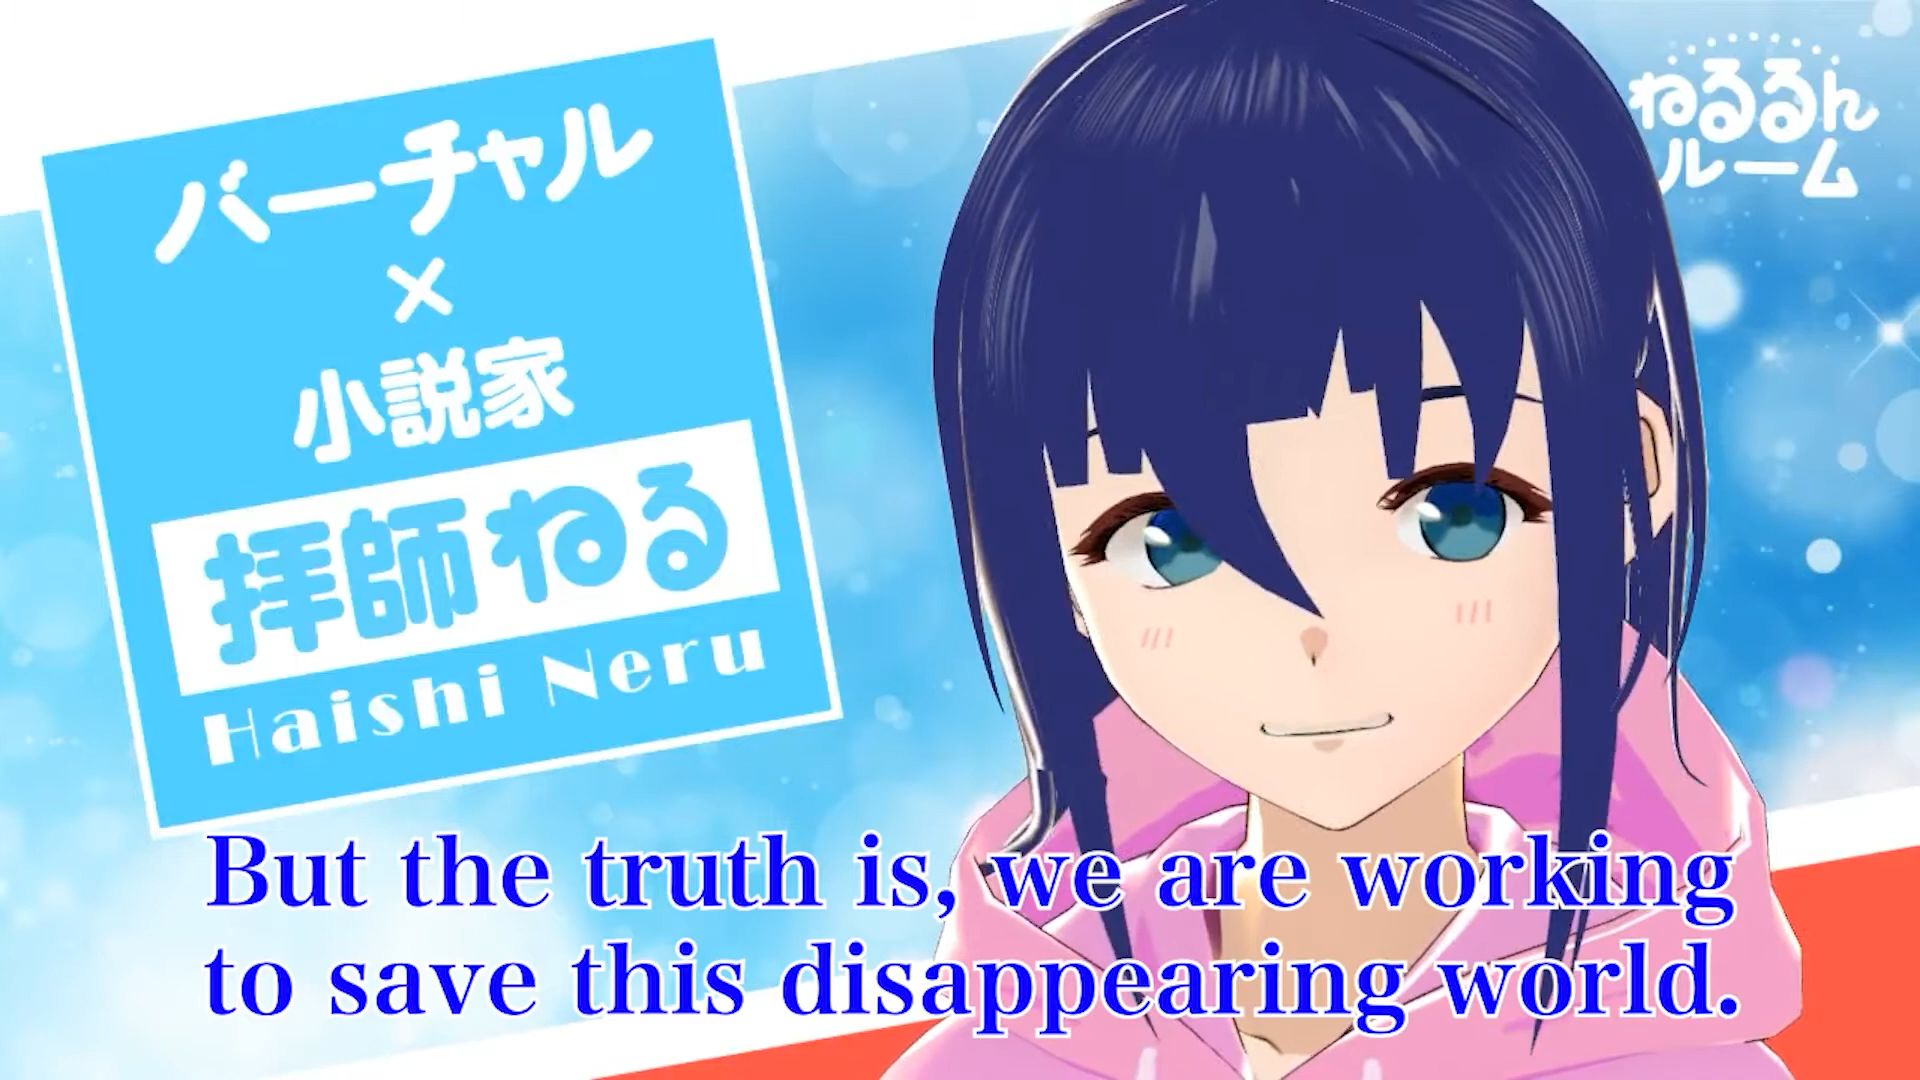 バーチャル
×
小説家
拝師ねる
Haishi Neru
ねるるん
ルーム
But the truth is, we are working
to save this disappearing world.